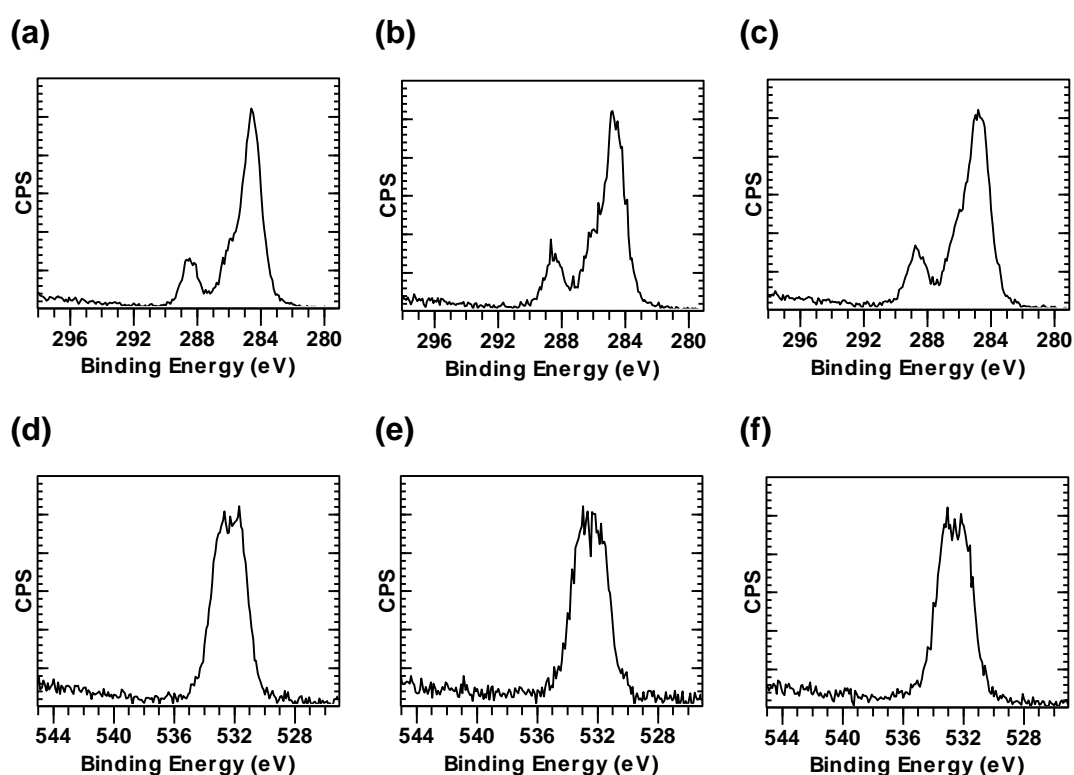 (a) (b) (c)
CPS CPS CPS
296 292 288 284 280 296 292 288 284 280 296 292 288 284 280
Binding Energy (eV) Binding Energy (eV) Binding Energy (eV)
(d) (e) (f)
CPS CPS CPS
544 540 536 532 528 544 540 536 532 528 544 540 536 532 528
Binding Energy (eV) Binding Energy (eV) Binding Energy (eV)